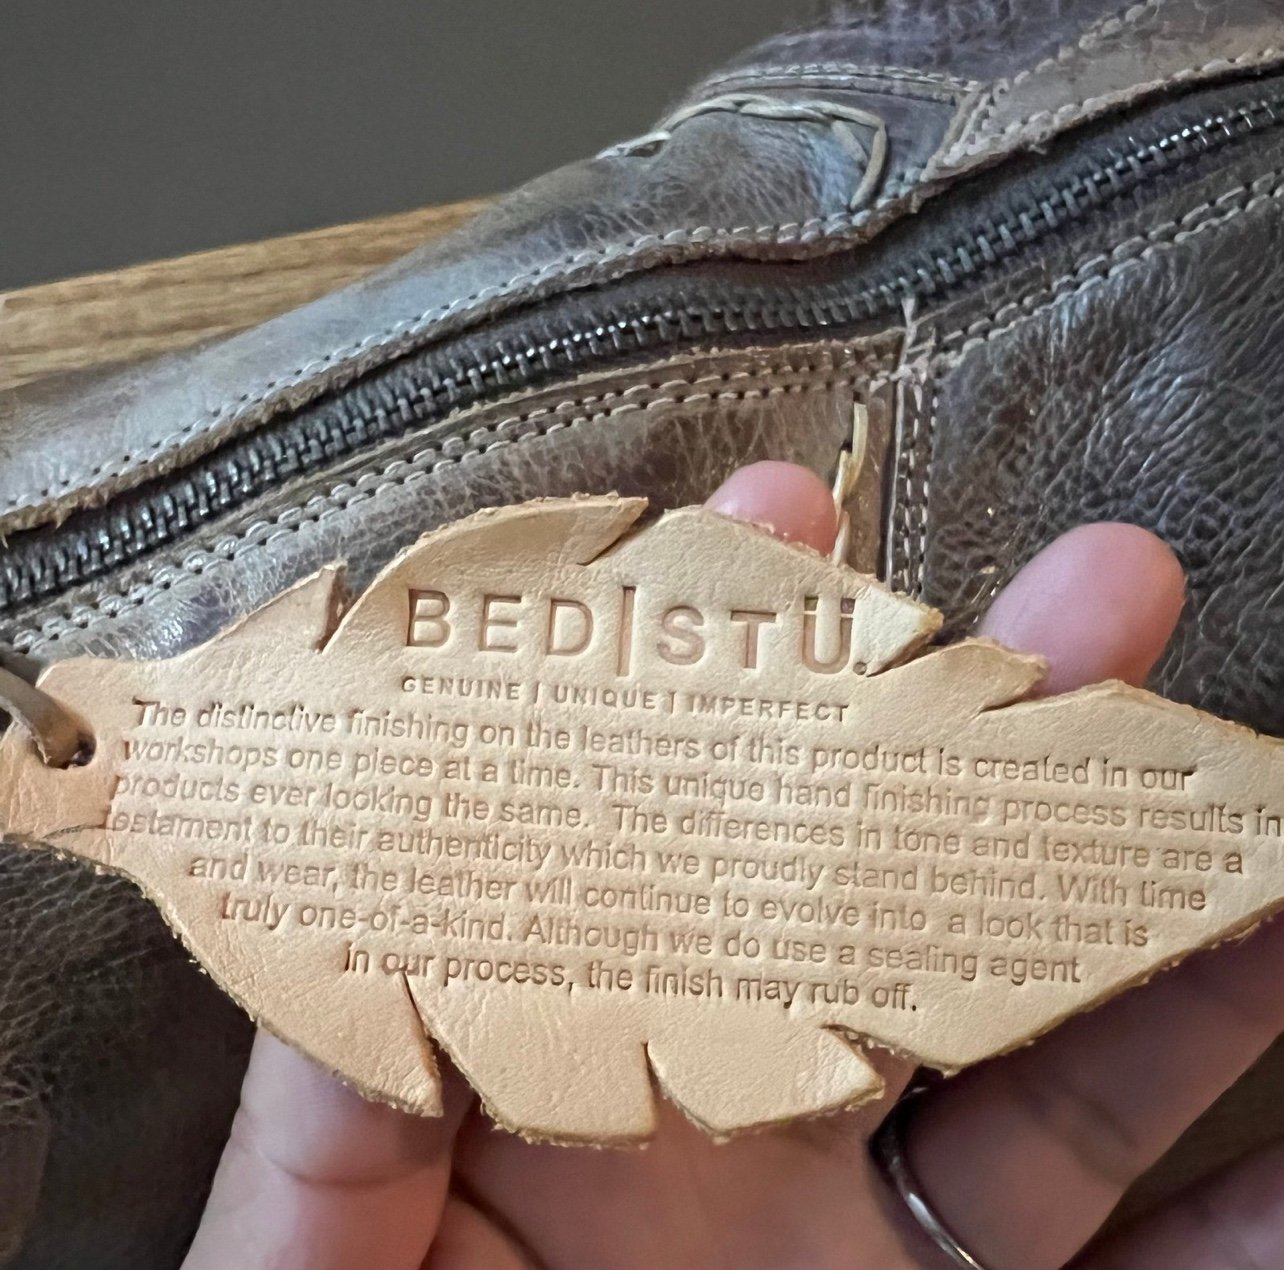 BED|STÜ.
GENUINE | UNIQUE | IMPERFECT
The distinctive finishing on the leathers of this product is created in our
workshops one piece at a time. This unique hand finishing process results in
products ever looking the same. The differences in tone and texture are a
testament to their authenticity which we proudly stand behind. With time
and wear, the leather will continue to evolve into a look that is
truly one-of-a-kind. Although we do use a sealing agent
in our process, the finish may rub off.